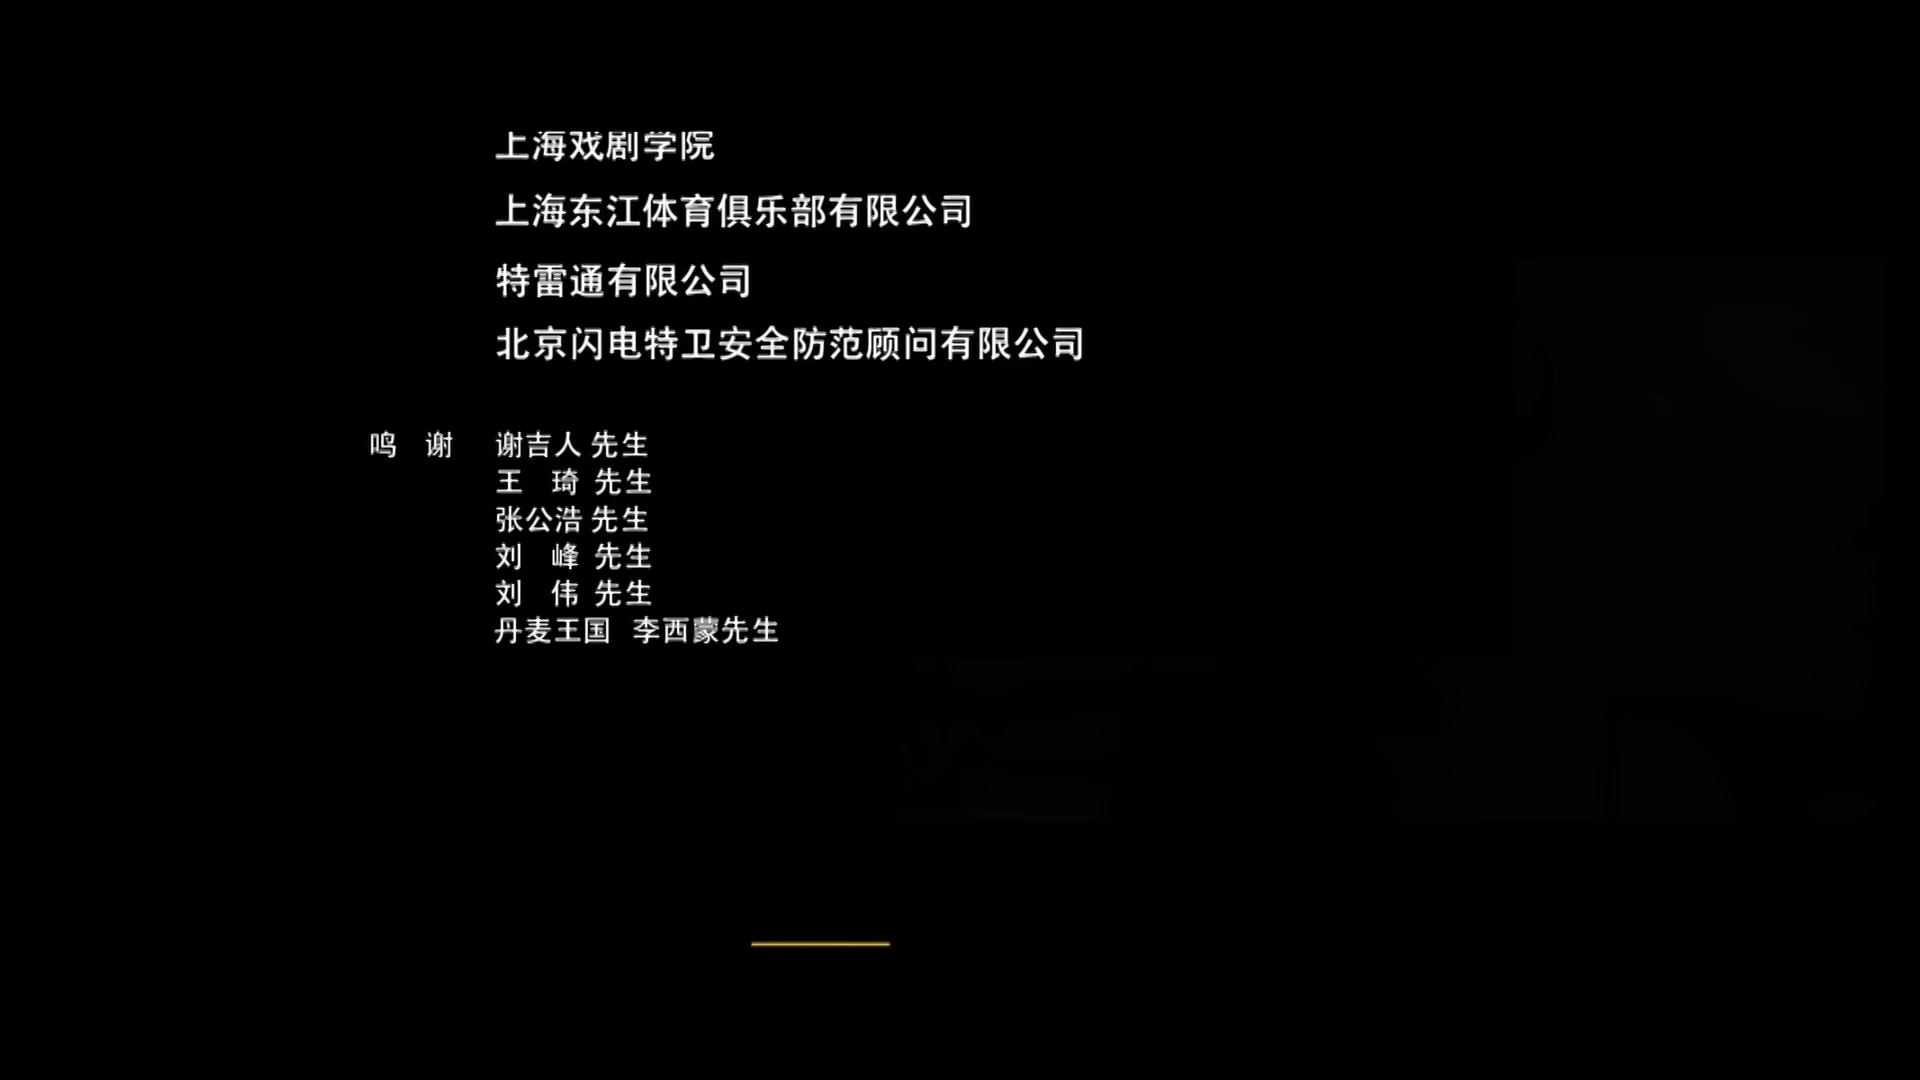 上海戏剧学院
上海东江体育俱乐部有限公司
特雷通有限公司
北京闪电特卫安全防范顾问有限公司
鸣 谢 谢吉人 先生
王 琦 先生
张公浩 先生
刘 峰 先生
刘 伟 先生
丹麦王国 李西蒙先生